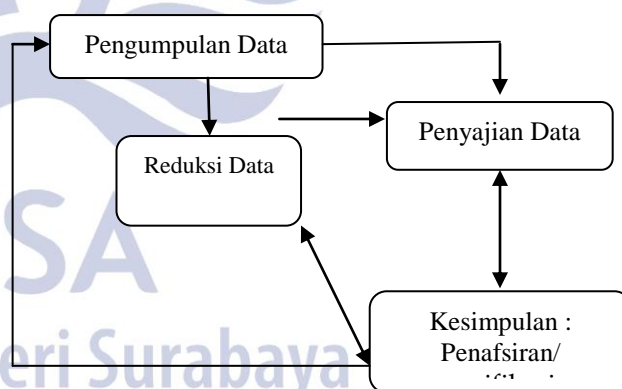 Pengumpulan Data
Penyajian Data
Reduksi Data
SA
eri Surabaya
Kesimpulan :
Penafsiran/